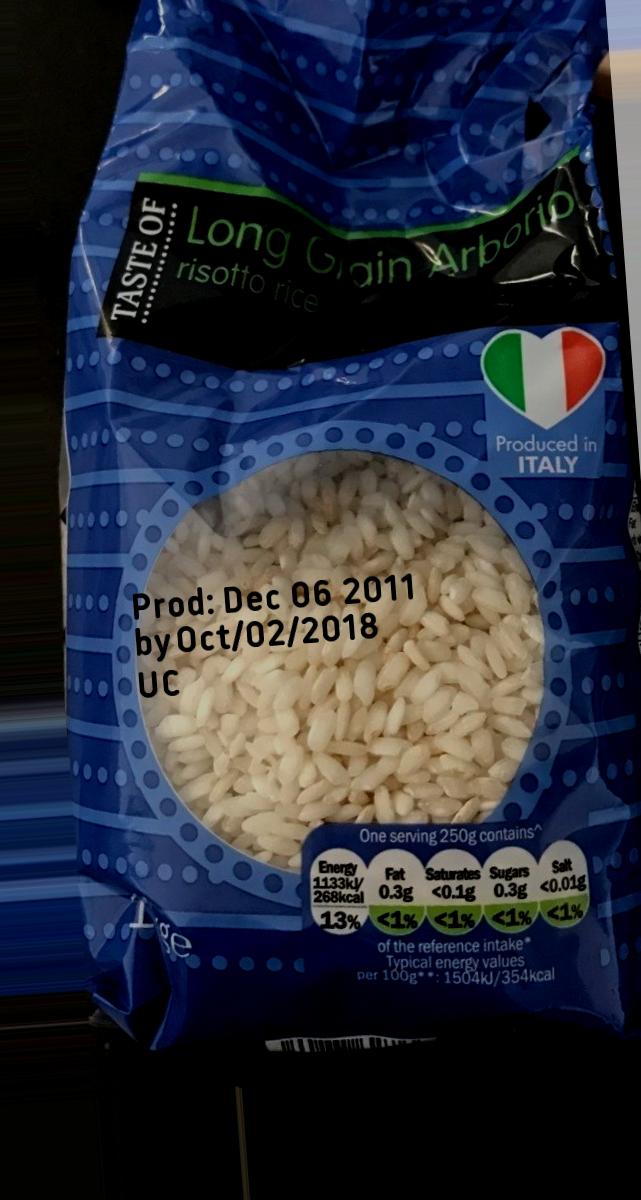 TASTE OF
Long Grain Arborio
risotto rice
Produced in
ITALY
Prod: Dec 06 2011
by Oct/02/2018
UC
One serving 250g contains^
Energy
1133kJ/
268kcal
13%
Fat
0.3g
<1%
Saturates
<0.1g
<1%
Sugars
0.3g
<1%
Salt
<0.01g
<1%
of the reference intake*
Typical energy values
per 100g**: 1504kJ/354kcal